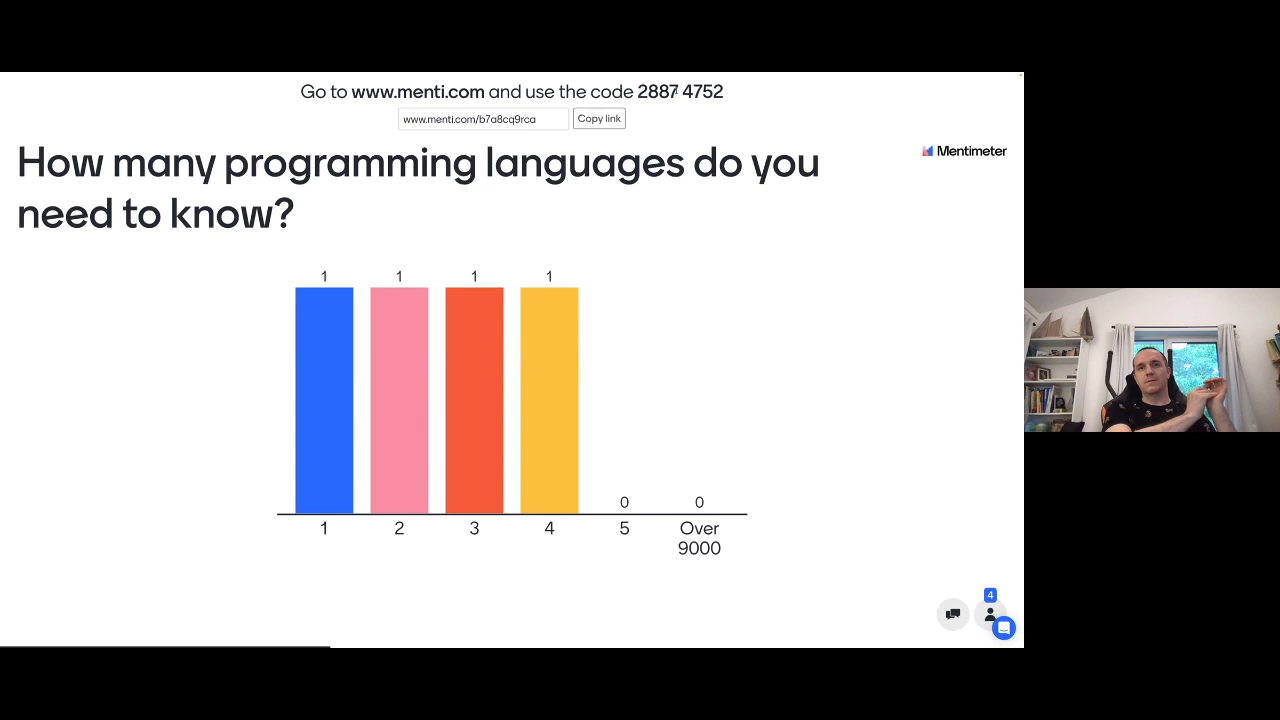 Go to www.menti.com and use the code 2887 4752
www.menti.com/b7a8cq9rca
Copy link
How many programming languages do you
need to know?
Mentimeter
1 1 1 1 0 0
1 2 3 4 5 Over
9000
4